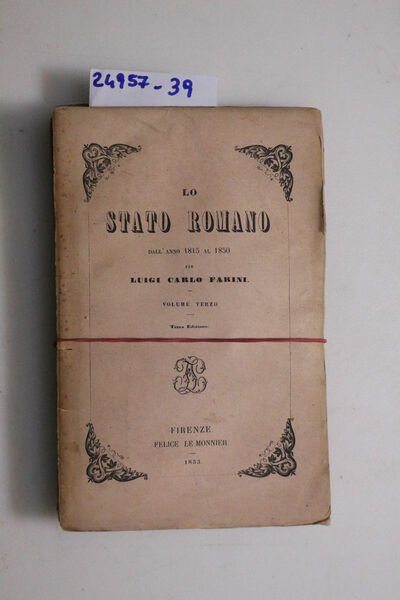 24957-39
LO
STATO ROMANO
DALL'ANNO 1815 AL 1850
PER
LUIGI CARLO FARINI.
VOLUME TERZO
Terza Edizione.
FIRENZE.
FELICE LE MONNIER.
1853.